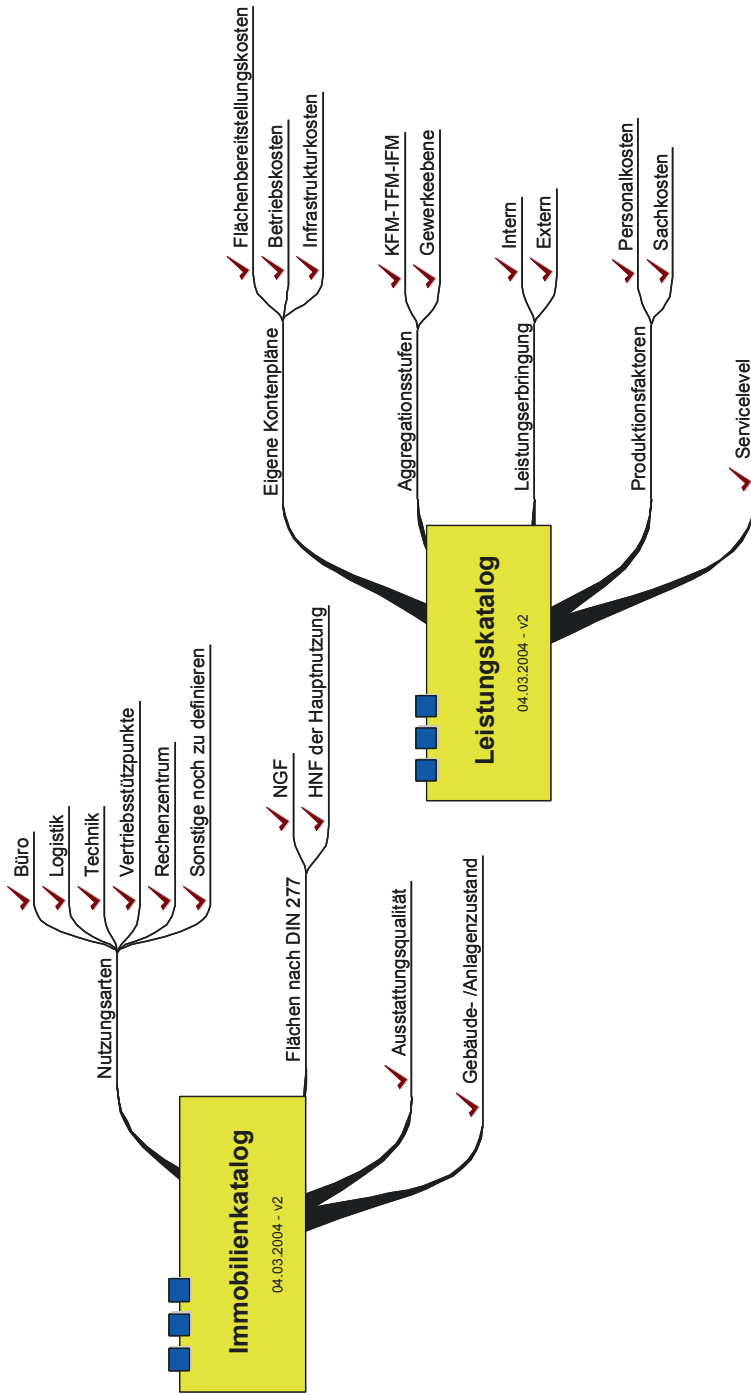 Immobilienkatalog
04.03.2004 - v2
Nutzungsarten
Büro
Logistik
Technik
Vertriebsstützpunkte
Rechenzentrum
Sonstige noch zu definieren
Flächen nach DIN 277
NGF
HNF der Hauptnutzung
Ausstattungsqualität
Gebäude- /Anlagenzustand
Leistungskatalog
04.03.2004 - v2
Eigene Kontenpläne
Flächenbereitstellungskosten
Betriebskosten
Infrastrukturkosten
Aggregationsstufen
KFM-TFM-IFM
Gewerkeebene
Leistungserbringung
Intern
Extern
Produktionsfaktoren
Personalkosten
Sachkosten
Servicelevel